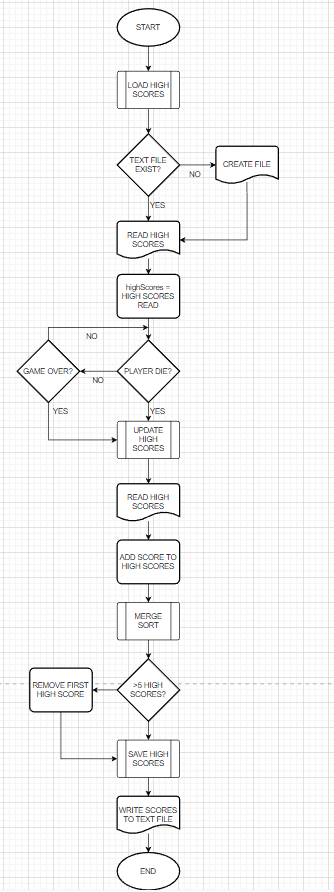 START
LOAD HIGH
SCORES
TEXT FILE
EXIST?
NO
CREATE FILE
YES
READ HIGH
SCORES
highScores =
HIGH SCORES
READ
NO
GAME OVER?
NO
PLAYER DIE?
YES
YES
UPDATE
HIGH
SCORES
READ HIGH
SCORES
ADD SCORE TO
HIGH SCORES
MERGE
SORT
>5 HIGH
SCORES?
REMOVE FIRST
HIGH SCORE
SAVE HIGH
SCORES
WRITE SCORES
TO TEXT FILE
END